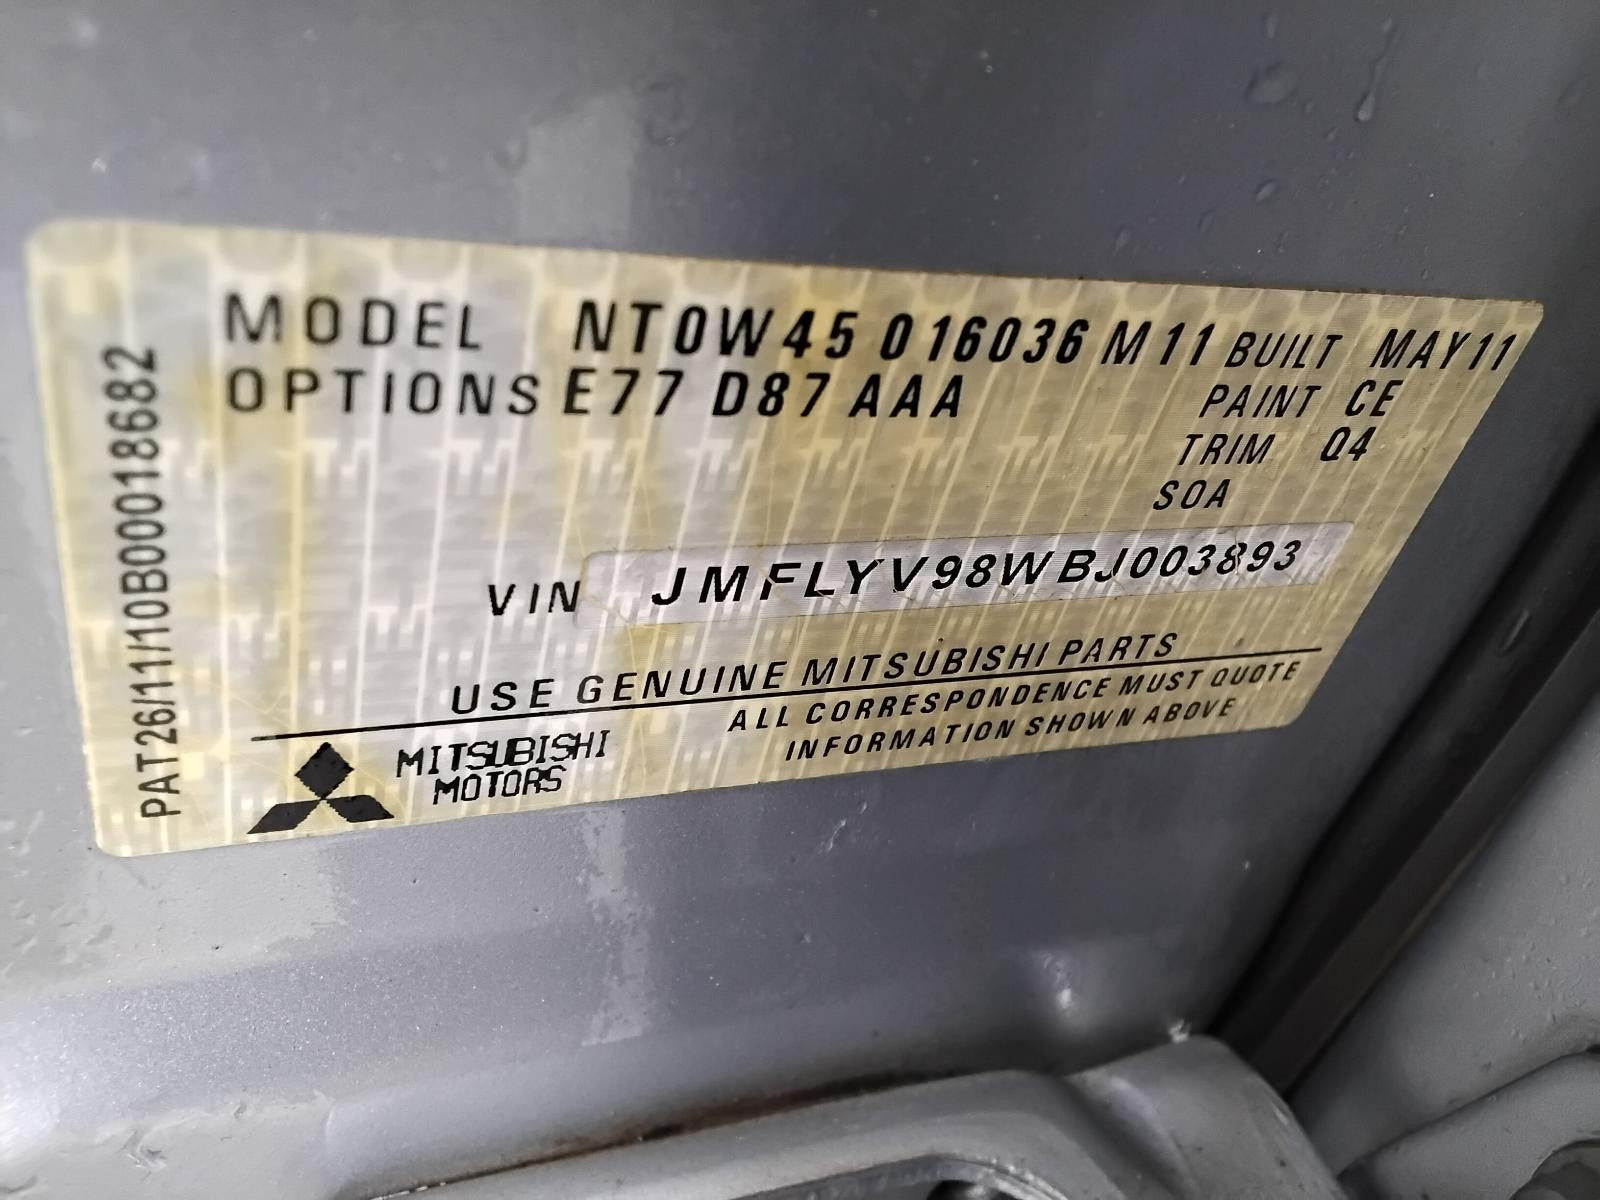 MODEL NT0W45 016036 M11 BUILT MAY11
OPTIONS E77 D87 AAA PAINT CE
TRIM Q4
SOA
VIN JMFLYV98WBJ003893
USE GENUINE MITSUBISHI PARTS
ALL CORRESPONDENCE MUST QUOTE
INFORMATION SHOWN ABOVE
MITSUBISHI
MOTORS
PAT26/11/10B00018682